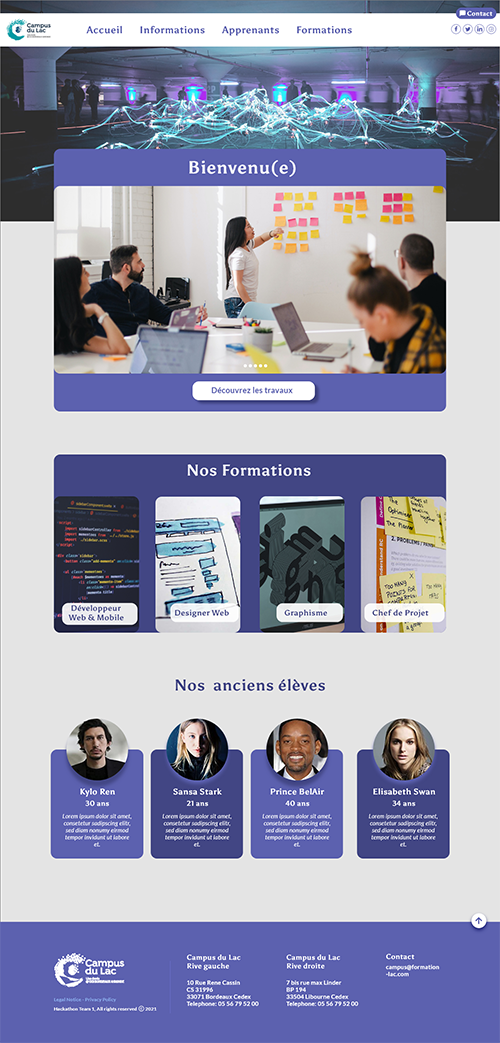 Contact
Campus
du Lac
Accueil Informations Apprenants Formations
Bienvenu(e)
Découvrez les travaux
Nos Formations
Développeur
Web & Mobile
Designer Web
Graphisme
Chef de Projet
2. PROBLEMS /
TOO MANY
POINTS FOR
TOO
MANY
Nos anciens élèves
Kylo Ren
30 ans
Lorem ipsum dolor sit amet,
consetetur sadipscing elitr,
sed diam nonumy eirmod
tempor invidunt ut labore
et.
Sansa Stark
21 ans
Lorem ipsum dolor sit amet,
consetetur sadipscing elitr,
sed diam nonumy eirmod
tempor invidunt ut labore
et.
Prince BelAir
40 ans
Lorem ipsum dolor sit amet,
consetetur sadipscing elitr,
sed diam nonumy eirmod
tempor invidunt ut labore
et.
Elisabeth Swan
34 ans
Lorem ipsum dolor sit amet,
consetetur sadipscing elitr,
sed diam nonumy eirmod
tempor invidunt ut labore
et.
Campus
du Lac
Legal Notice - Privacy Policy
Hackathon Team 1, All rights reserved © 2021
Campus du Lac
Rive gauche
10 Rue Rene Cassin
CS 31996
33071 Bordeaux Cedex
Telephone: 05 56 79 52 00
Campus du Lac
Rive droite
7 bis rue max Linder
BP 194
33504 Libourne Cedex
Telephone: 05 56 79 52 00
Contact
campus@formation
-lac.com